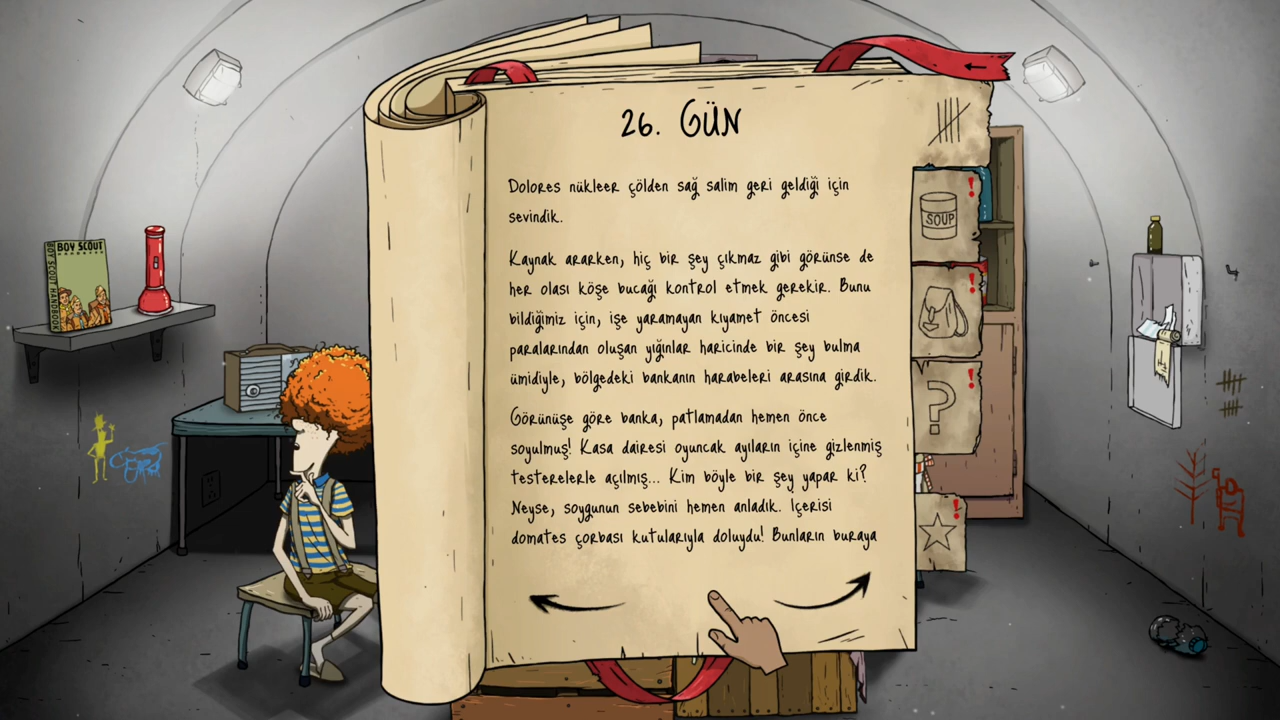 26. GÜN
Dolores nükleer çölden sağ salim geri geldiği için
sevindik.
Kaynak ararken, hiç bir şey çıkmaz gibi görünse de
her olası köşe bucağı kontrol etmek gerekir. Bunu
bildiğimiz için, işe yaramayan kıyamet öncesi
paralarından oluşan yığınlar haricinde bir şey bulma
ümidiyle, bölgedeki bankanın harabeleri arasına girdik.
Görünüşe göre banka, patlamadan hemen önce
soyulmuş! Kasa dairesi oyuncak ayıların içine gizlenmiş
testerelerle açılmış... Kim böyle bir şey yapar ki?
Neyse, soygunun sebebini hemen anladık. İçerisi
domates çorbası kutularıyla doluydu! Bunların buraya
SOUP
!
!
?
!
!
BOY SCOUT
BOY SCOUT HANDBOOK